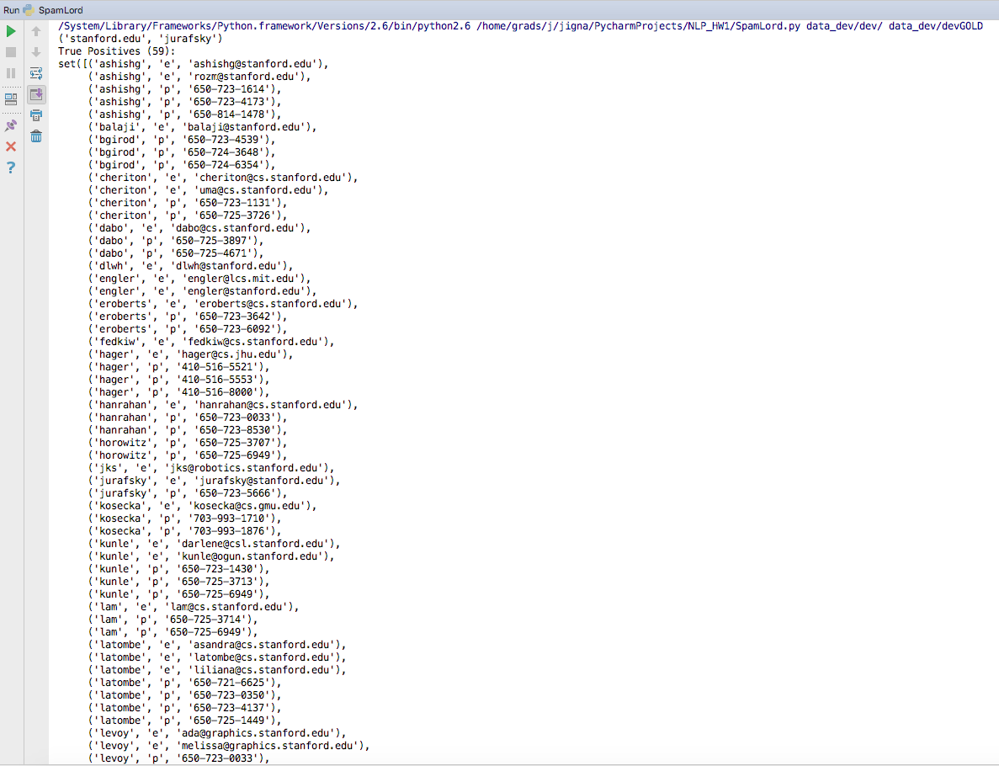 Run SpamLord
/System/Library/Frameworks/Python.framework/Versions/2.6/bin/python2.6 /home/grads/j/jigna/PycharmProjects/NLP_HW1/SpamLord.py data_dev/dev/ data_dev/devGOLD
('stanford.edu', 'jurafsky')
True Positives (59):
set([('ashishg', 'e', 'ashishg@stanford.edu'),
('ashishg', 'e', 'rozm@stanford.edu'),
('ashishg', 'p', '650-723-1614'),
('ashishg', 'p', '650-723-4173'),
('ashishg', 'p', '650-814-1478'),
('balaji', 'e', 'balaji@stanford.edu'),
('bgirod', 'p', '650-723-4539'),
('bgirod', 'p', '650-724-3648'),
('bgirod', 'p', '650-724-6354'),
('cheriton', 'e', 'cheriton@cs.stanford.edu'),
('cheriton', 'e', 'uma@cs.stanford.edu'),
('cheriton', 'p', '650-723-1131'),
('cheriton', 'p', '650-725-3726'),
('dabo', 'e', 'dabo@cs.stanford.edu'),
('dabo', 'p', '650-725-3897'),
('dabo', 'p', '650-725-4671'),
('dlwh', 'e', 'dlwh@stanford.edu'),
('engler', 'e', 'engler@lcs.mit.edu'),
('engler', 'e', 'engler@stanford.edu'),
('eroberts', 'e', 'eroberts@cs.stanford.edu'),
('eroberts', 'p', '650-723-3642'),
('eroberts', 'p', '650-723-6092'),
('fedkiw', 'e', 'fedkiw@cs.stanford.edu'),
('hager', 'e', 'hager@cs.jhu.edu'),
('hager', 'p', '410-516-5521'),
('hager', 'p', '410-516-5553'),
('hager', 'p', '410-516-8000'),
('hanrahan', 'e', 'hanrahan@cs.stanford.edu'),
('hanrahan', 'p', '650-723-0033'),
('hanrahan', 'p', '650-723-8530'),
('horowitz', 'p', '650-725-3707'),
('horowitz', 'p', '650-725-6949'),
('jks', 'e', 'jks@robotics.stanford.edu'),
('jurafsky', 'e', 'jurafsky@stanford.edu'),
('jurafsky', 'p', '650-723-5666'),
('kosecka', 'e', 'kosecka@cs.gmu.edu'),
('kosecka', 'p', '703-993-1710'),
('kosecka', 'p', '703-993-1876'),
('kunle', 'e', 'darlene@csl.stanford.edu'),
('kunle', 'e', 'kunle@ogun.stanford.edu'),
('kunle', 'p', '650-723-1430'),
('kunle', 'p', '650-725-3713'),
('kunle', 'p', '650-725-6949'),
('lam', 'e', 'lam@cs.stanford.edu'),
('lam', 'p', '650-725-3714'),
('lam', 'p', '650-725-6949'),
('latombe', 'e', 'asandra@cs.stanford.edu'),
('latombe', 'e', 'latombe@cs.stanford.edu'),
('latombe', 'e', 'liliana@cs.stanford.edu'),
('latombe', 'p', '650-721-6625'),
('latombe', 'p', '650-723-0350'),
('latombe', 'p', '650-723-4137'),
('latombe', 'p', '650-725-1449'),
('levoy', 'e', 'ada@graphics.stanford.edu'),
('levoy', 'e', 'melissa@graphics.stanford.edu'),
('levoy', 'p', '650-723-0033'),